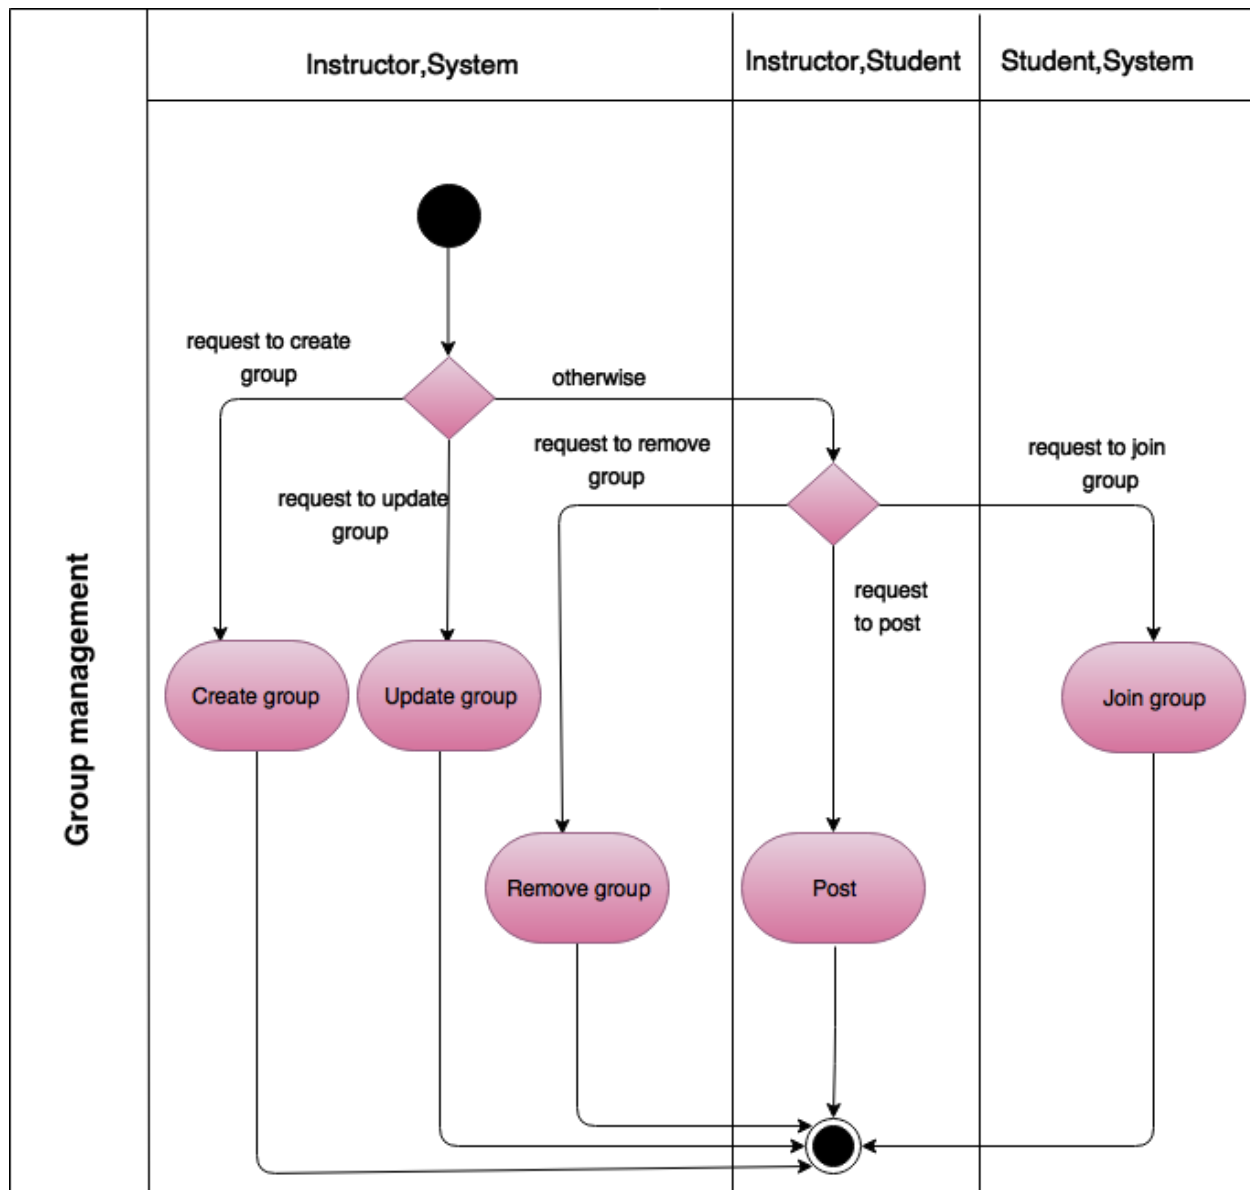 Instructor,System
Instructor,Student
Student,System
request to create
group
otherwise
request to remove
group
request to join
group
request to update
group
request
to post
Group management
Create group
Update group
Join group
Remove group
Post